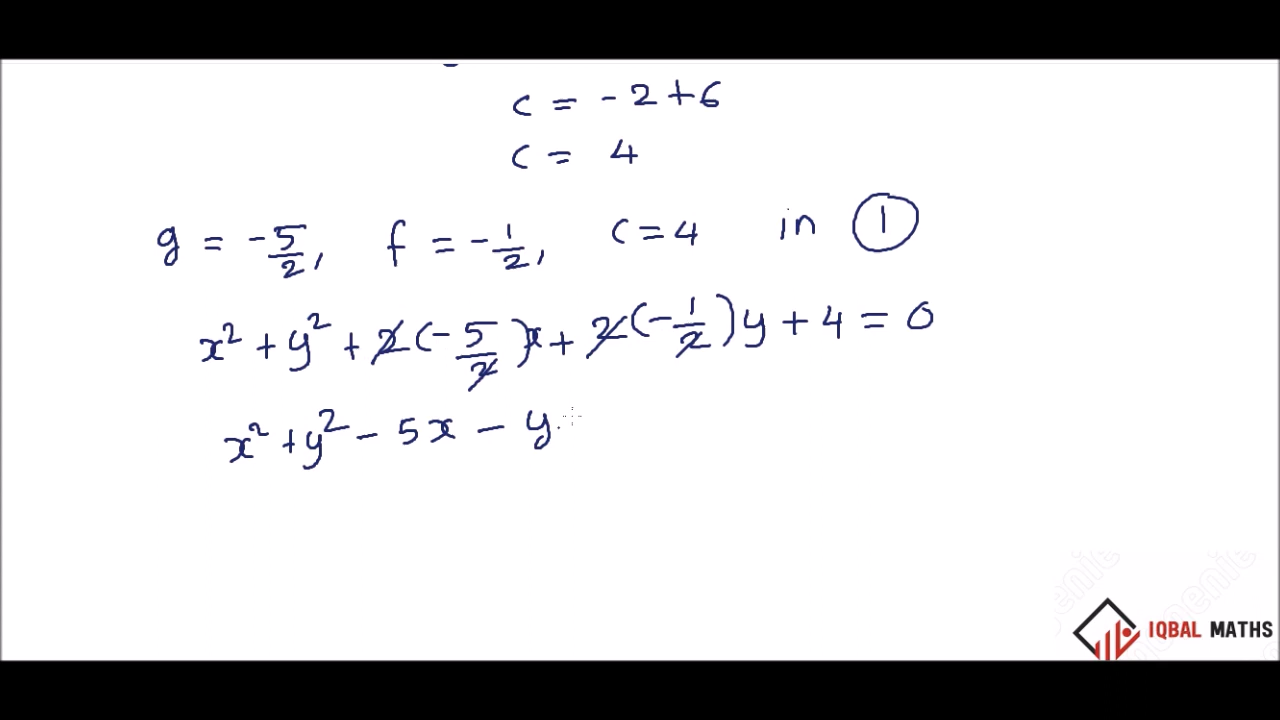 c = -2+6
c = 4
g = -5/2, f = -1/2, c=4 in ①
x² + y² + 2(-5/2)x + 2(-1/2)y + 4 = 0
x² + y² - 5x - y
IQBAL MATHS